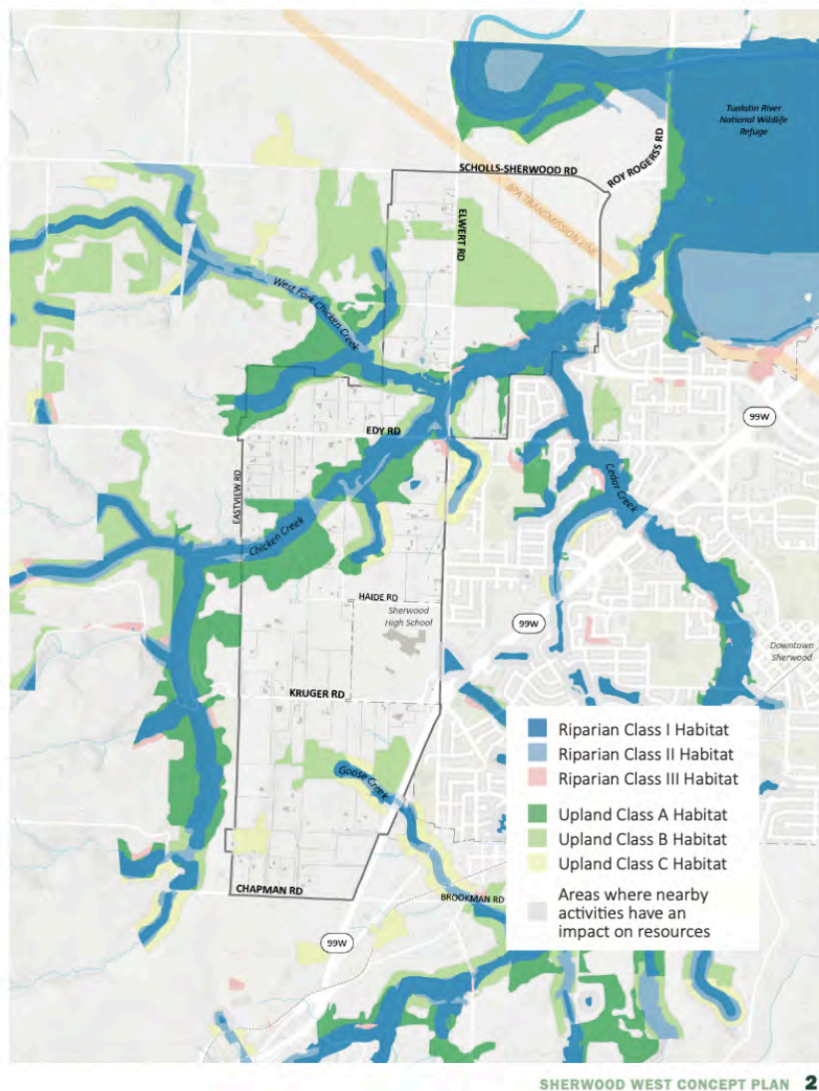 Tualatin River
National Wildlife
Refuge
SCHOLLS-SHERWOOD RD
ROY ROGERSS RD
BPA TRANSMISSION LINE
ELWERT RD
West Fork Chicken Creek
99W
EDY RD
EASTVIEW RD
Cedar Creek
Chicken Creek
HAIDE RD
Sherwood
High School
99W
Downtown
Sherwood
KRUGER RD
Riparian Class I Habitat
Riparian Class II Habitat
Riparian Class III Habitat
Goose Creek
Upland Class A Habitat
Upland Class B Habitat
Upland Class C Habitat
CHAPMAN RD
BROOKMAN RD
Areas where nearby
activities have an
impact on resources
99W
SHERWOOD WEST CONCEPT PLAN 2